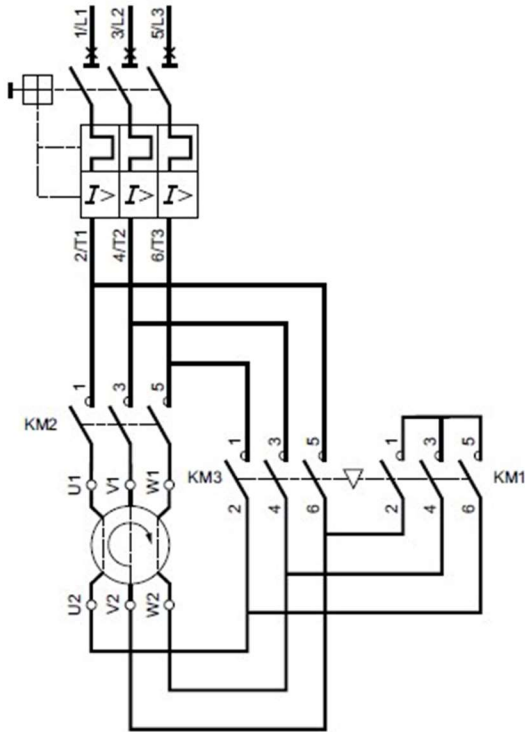 1/L1 3/L2 5/L3
I> I> I>
2/T1 4/T2 6/T3
1 3 5
KM2
1 3 5
1 3 5
U1 V1 W1
KM3
KM1
2 4 6
2 4 6
U2 V2 W2